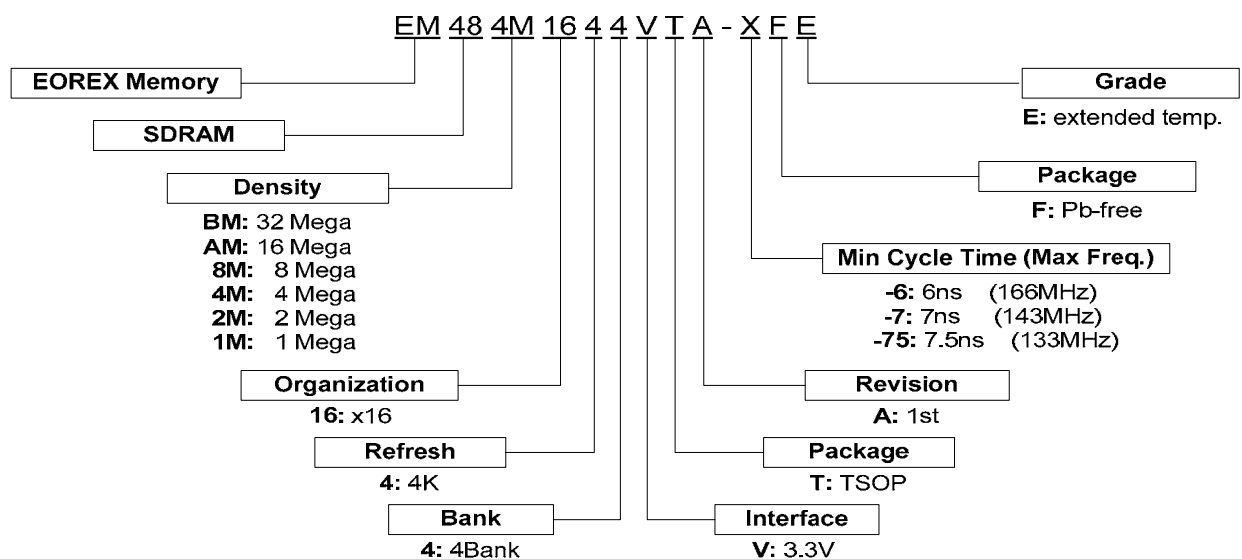 EM 48 4M 16 4 4 V T A - X F E
EOREX Memory
Grade
E: extended temp.
SDRAM
Density
BM: 32 Mega
AM: 16 Mega
8M: 8 Mega
4M: 4 Mega
2M: 2 Mega
1M: 1 Mega
Package
F: Pb-free
Min Cycle Time (Max Freq.)
-6: 6ns (166MHz)
-7: 7ns (143MHz)
-75: 7.5ns (133MHz)
Organization
16: x16
Revision
A: 1st
Refresh
4: 4K
Package
T: TSOP
Bank
4: 4Bank
Interface
V: 3.3V